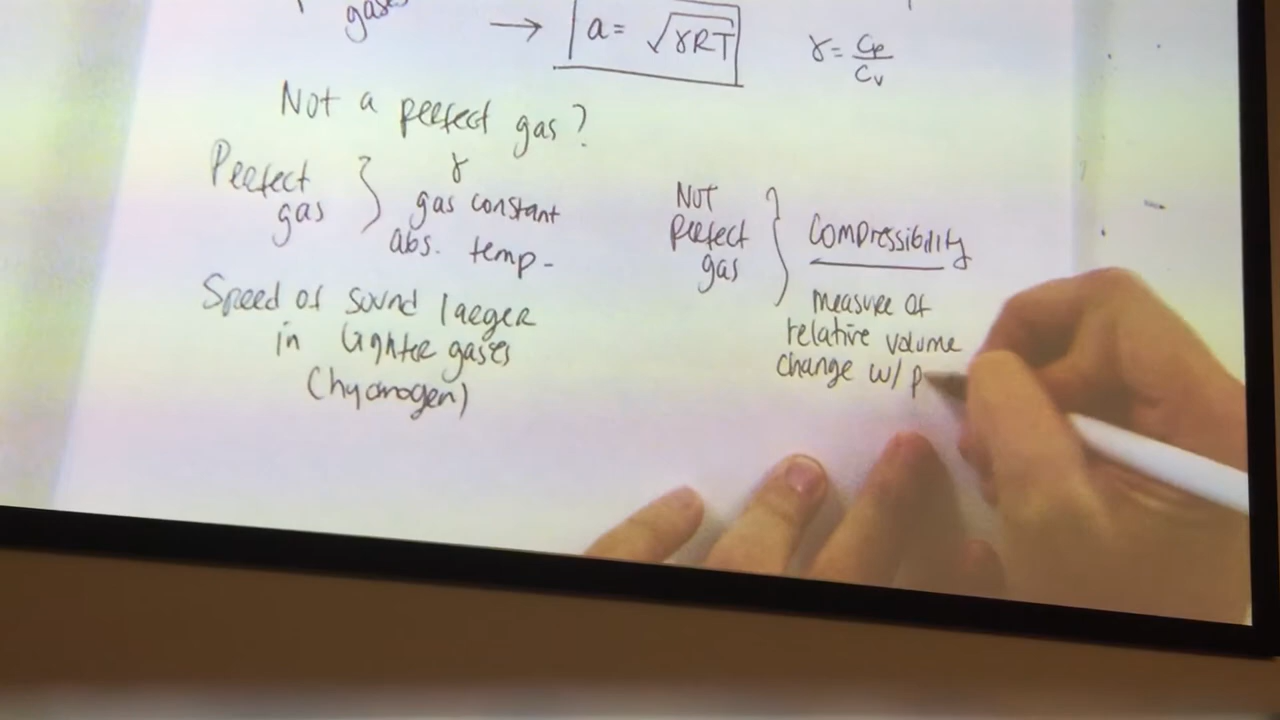 gases
→ a = √γRT γ = Cp/Cv
Not a perfect gas?
Perfect
gas
γ
gas constant
abs. temp-
Speed of sound larger
in lighter gases
(hydrogen)
NOT
perfect
gas
Compressibility
measure of
relative volume
change w/ p